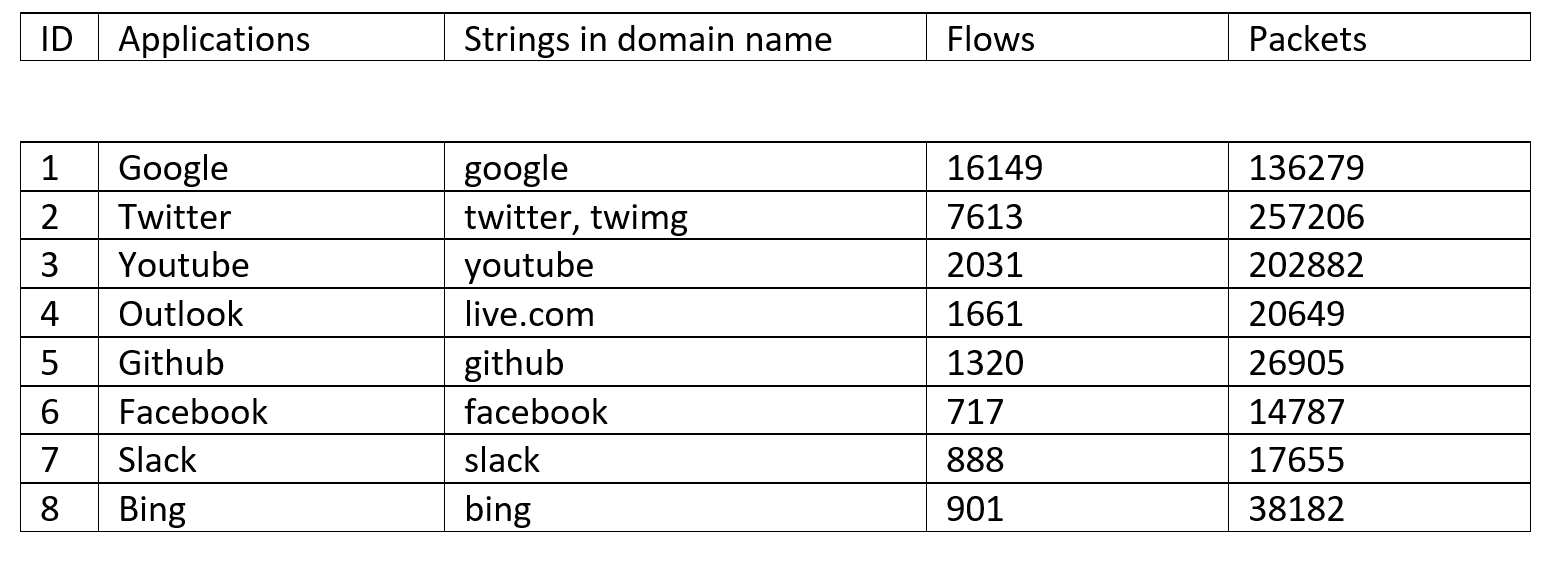 ID Applications Strings in domain name Flows Packets
1 Google google 16149 136279
2 Twitter twitter, twimg 7613 257206
3 Youtube youtube 2031 202882
4 Outlook live.com 1661 20649
5 Github github 1320 26905
6 Facebook facebook 717 14787
7 Slack slack 888 17655
8 Bing bing 901 38182